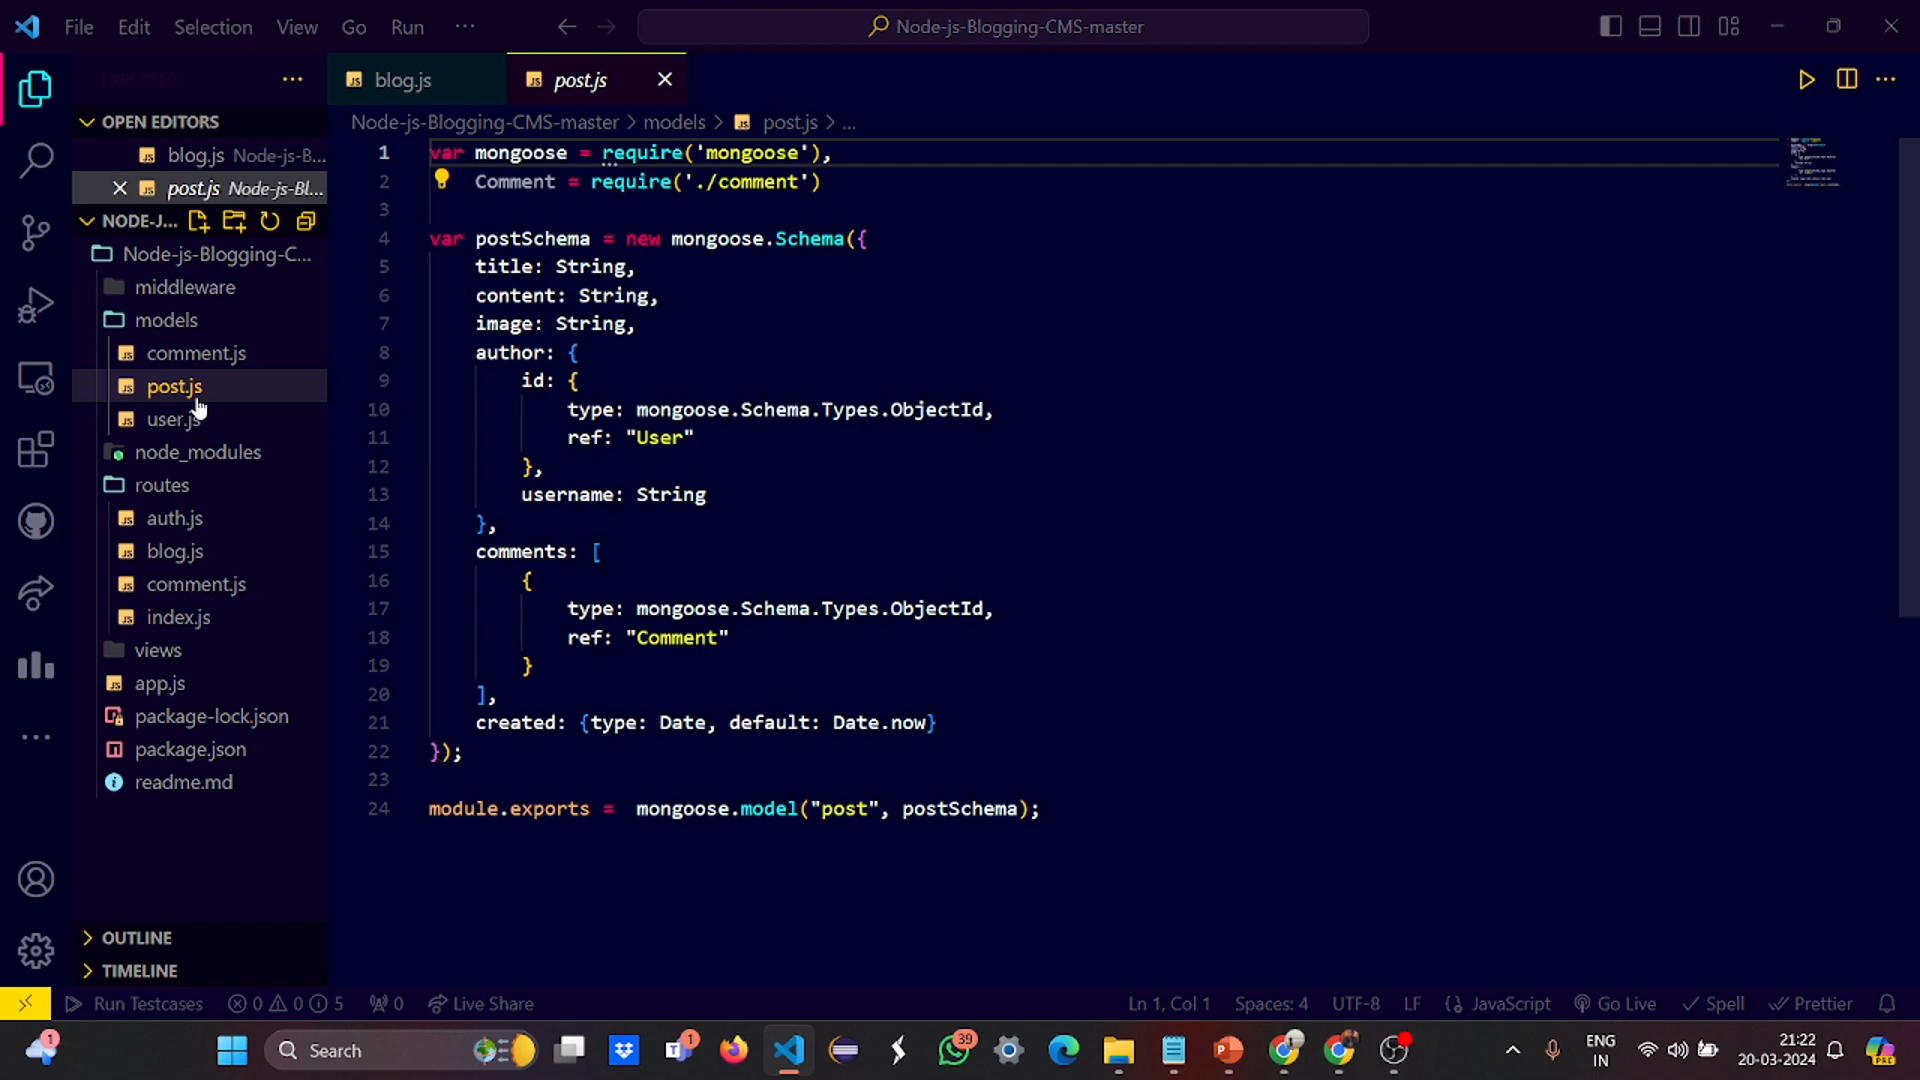 File Edit Selection View Go Run ··· Node-js-Blogging-CMS-master
EXPLORER ···
blog.js post.js
OPEN EDITORS
blog.js Node-js-B...
post.js Node-js-Bl...
NODE-J...
Node-js-Blogging-C...
middleware
models
comment.js
post.js
user.js
node_modules
routes
auth.js
blog.js
comment.js
index.js
views
app.js
package-lock.json
package.json
readme.md
OUTLINE
TIMELINE
Node-js-Blogging-CMS-master > models > post.js > ...
1 var mongoose = require('mongoose'),
2 Comment = require('./comment')
3
4 var postSchema = new mongoose.Schema({
5 title: String,
6 content: String,
7 image: String,
8 author: {
9 id: {
10 type: mongoose.Schema.Types.ObjectId,
11 ref: "User"
12 },
13 username: String
14 },
15 comments: [
16 {
17 type: mongoose.Schema.Types.ObjectId,
18 ref: "Comment"
19 }
20 ],
21 created: {type: Date, default: Date.now}
22 });
23
24 module.exports = mongoose.model("post", postSchema);
Run Testcases 0 0 5 0 Live Share Ln 1, Col 1 Spaces: 4 UTF-8 LF JavaScript Go Live Spell Prettier
1 Search 1 39 ENG 21:22
IN 20-03-2024 PRE